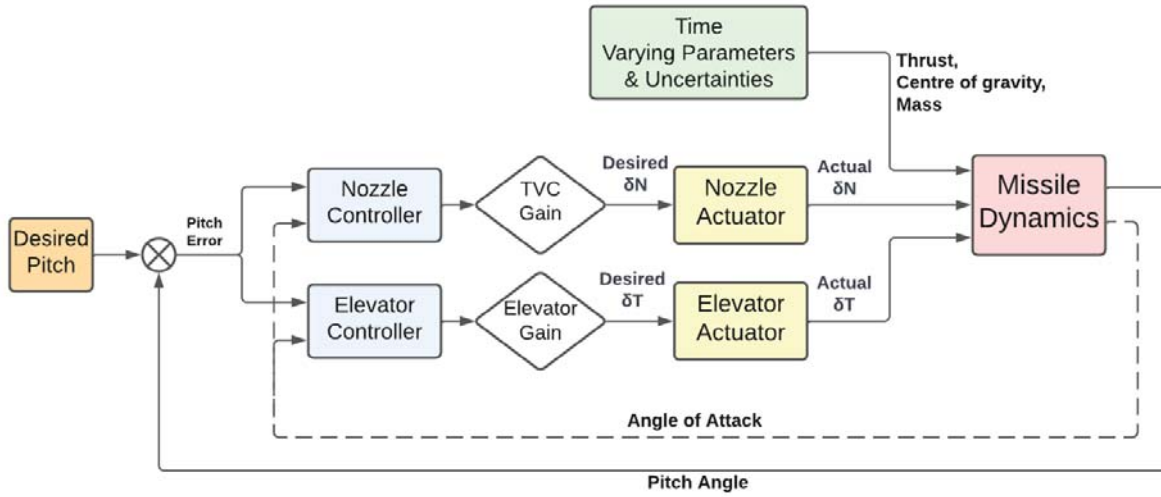 Time
Varying Parameters
& Uncertainties
Thrust,
Centre of gravity,
Mass
Desired
Pitch
Pitch
Error
Nozzle
Controller
TVC
Gain
Desired
δN
Nozzle
Actuator
Actual
δN
Missile
Dynamics
Elevator
Controller
Elevator
Gain
Desired
δT
Elevator
Actuator
Actual
δT
Angle of Attack
Pitch Angle